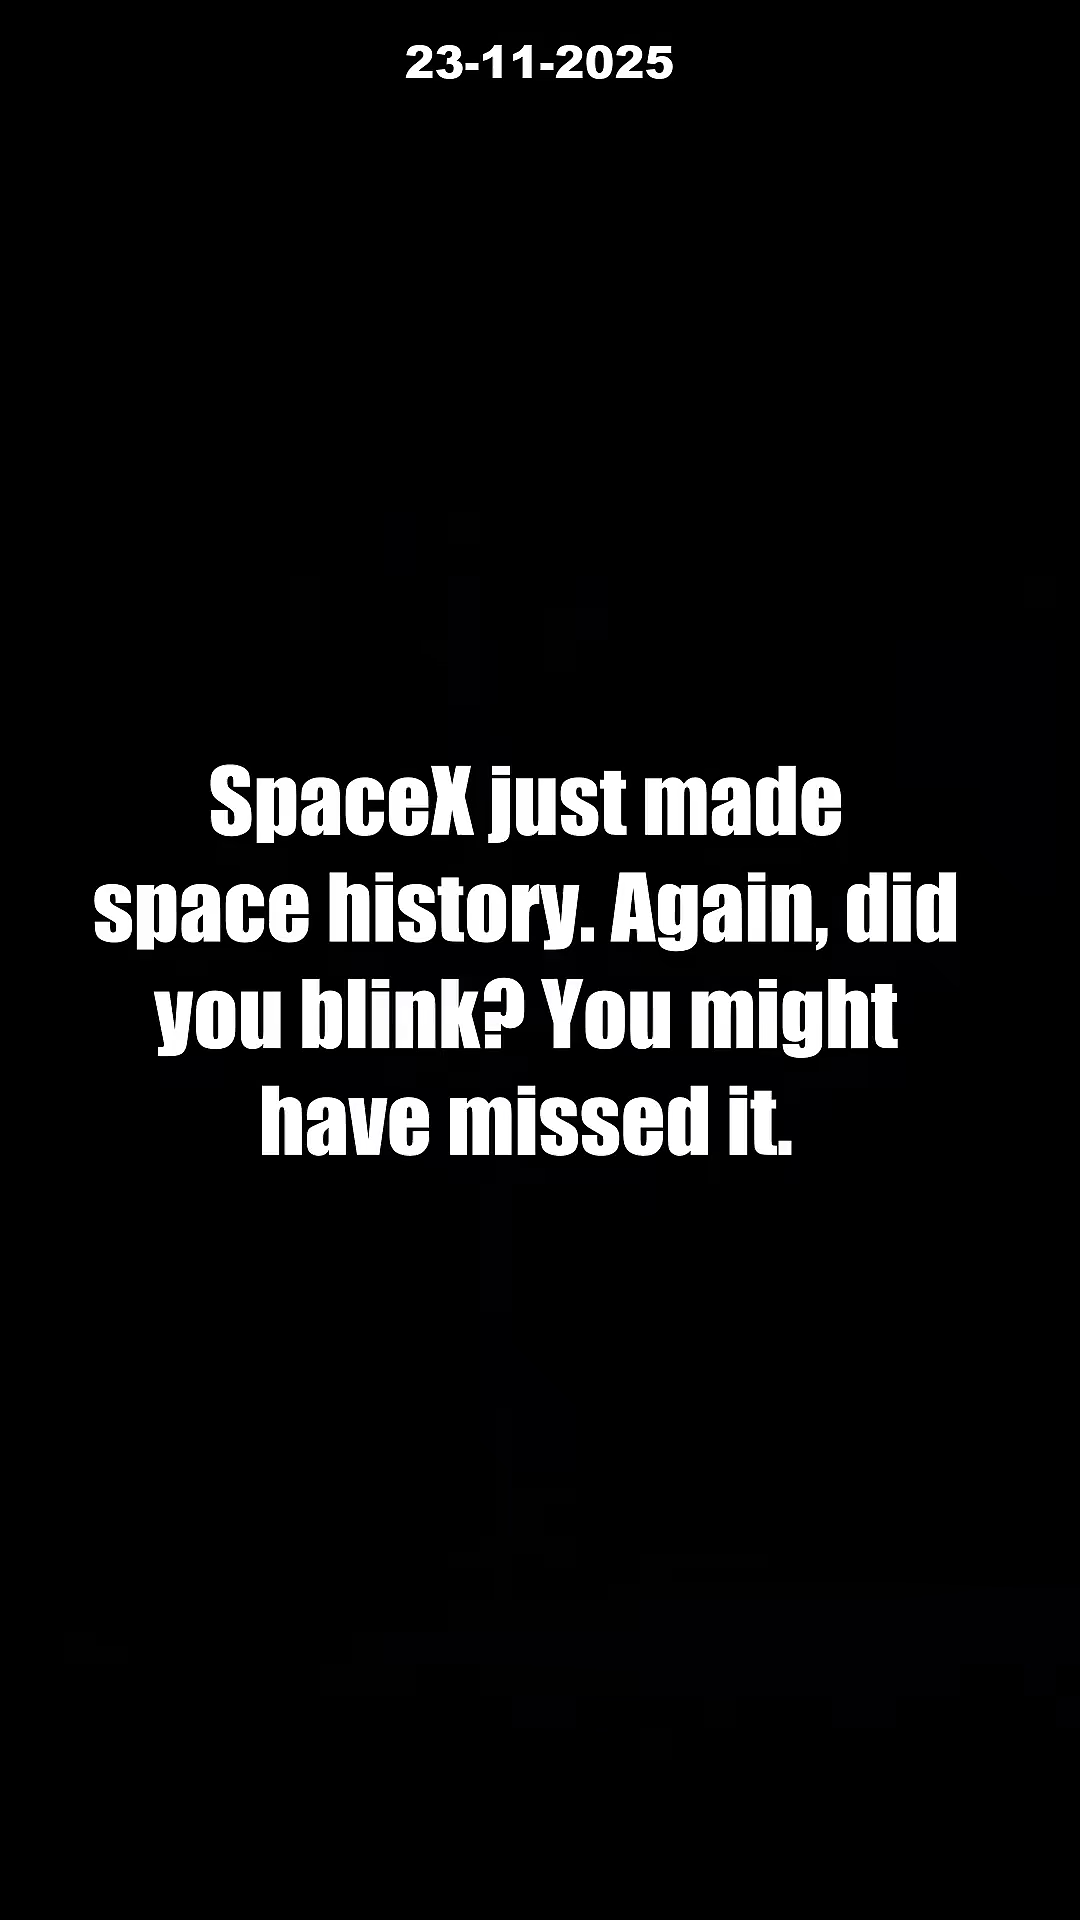 23-11-2025
SpaceX just made
space history. Again, did
you blink? You might
have missed it.